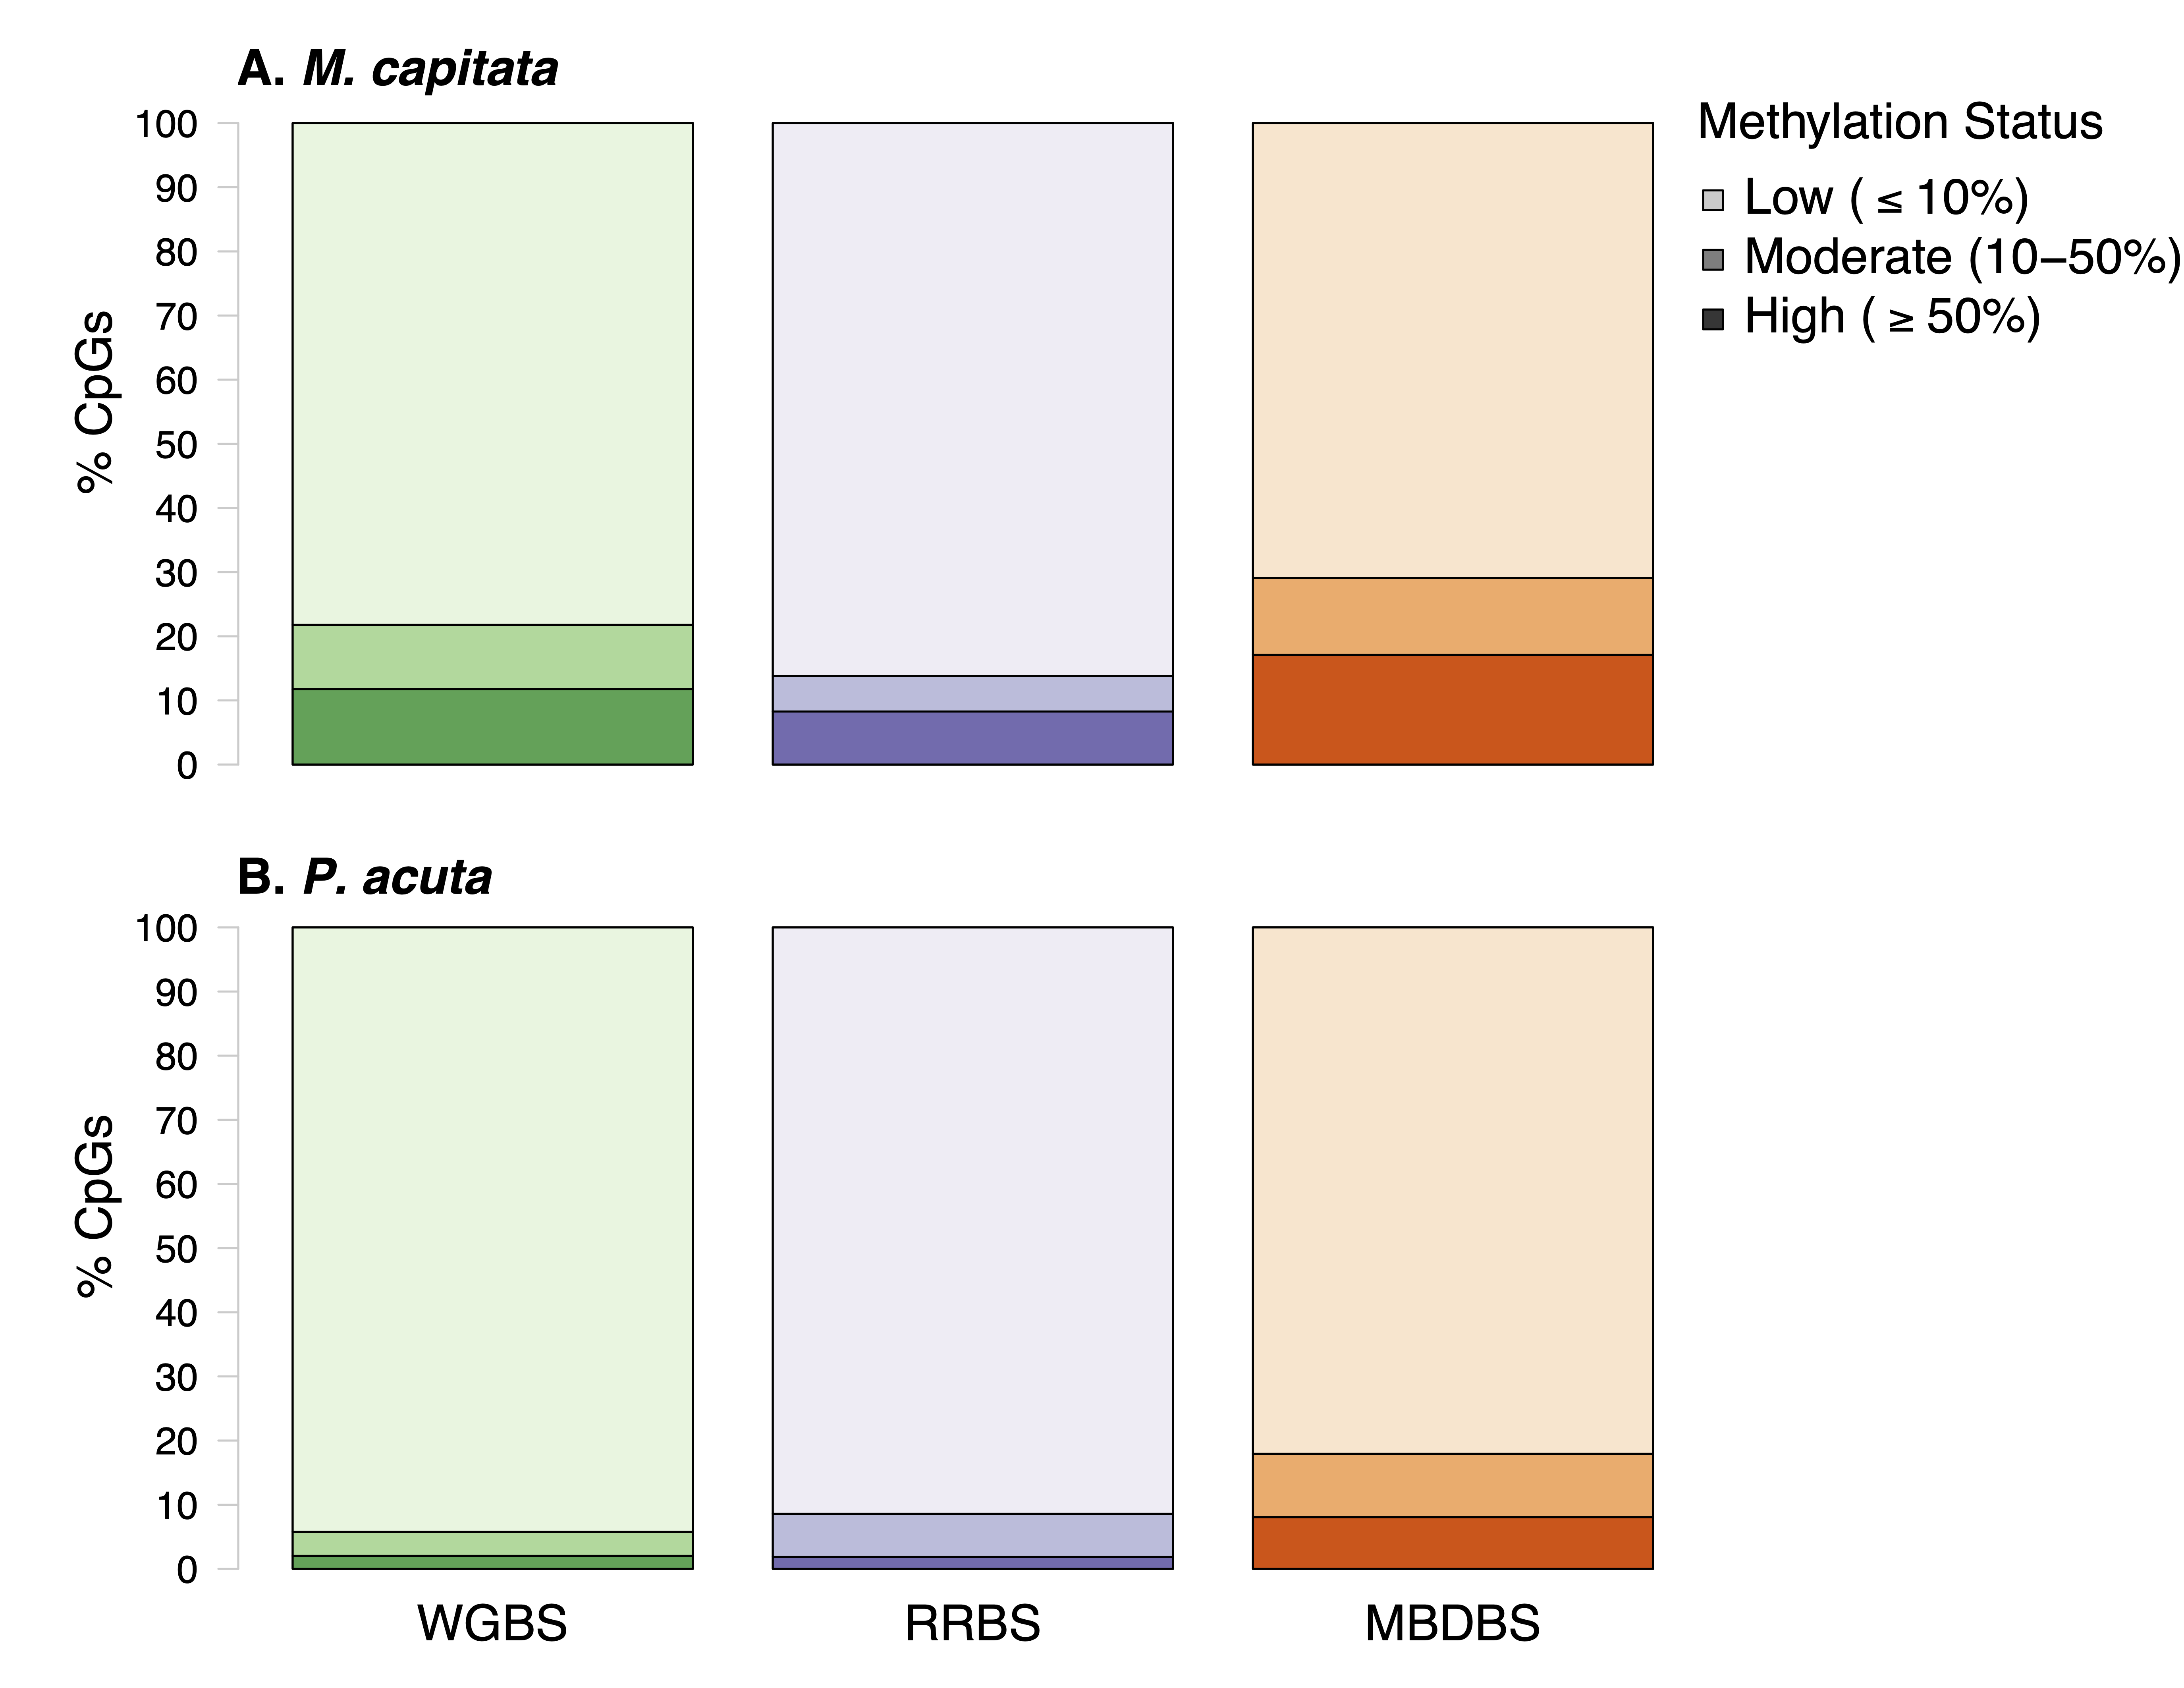 A. M. capitata
% CpGs
100
90
80
70
60
50
40
30
20
10
0
Methylation Status
Low ( ≤ 10%)
Moderate (10–50%)
High ( ≥ 50%)
B. P. acuta
% CpGs
100
90
80
70
60
50
40
30
20
10
0
WGBS RRBS MBDBS